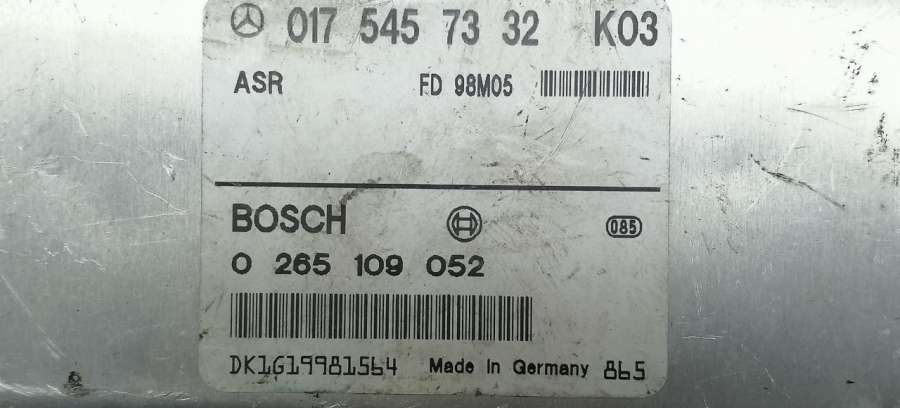 017 545 73 32 K03
ASR FD 98M05
BOSCH 085
0 265 109 052
DK1G19981564 Made in Germany 865